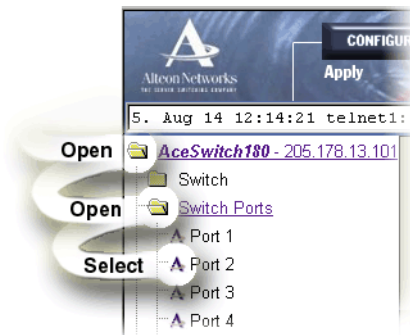 CONFIGUR
Alteon Networks
THE SERVER SWITCHING COMPANY
Apply
5. Aug 14 12:14:21 telnet1:
Open AceSwitch180 - 205.178.13.101
Switch
Open Switch Ports
Port 1
Select Port 2
Port 3
Port 4